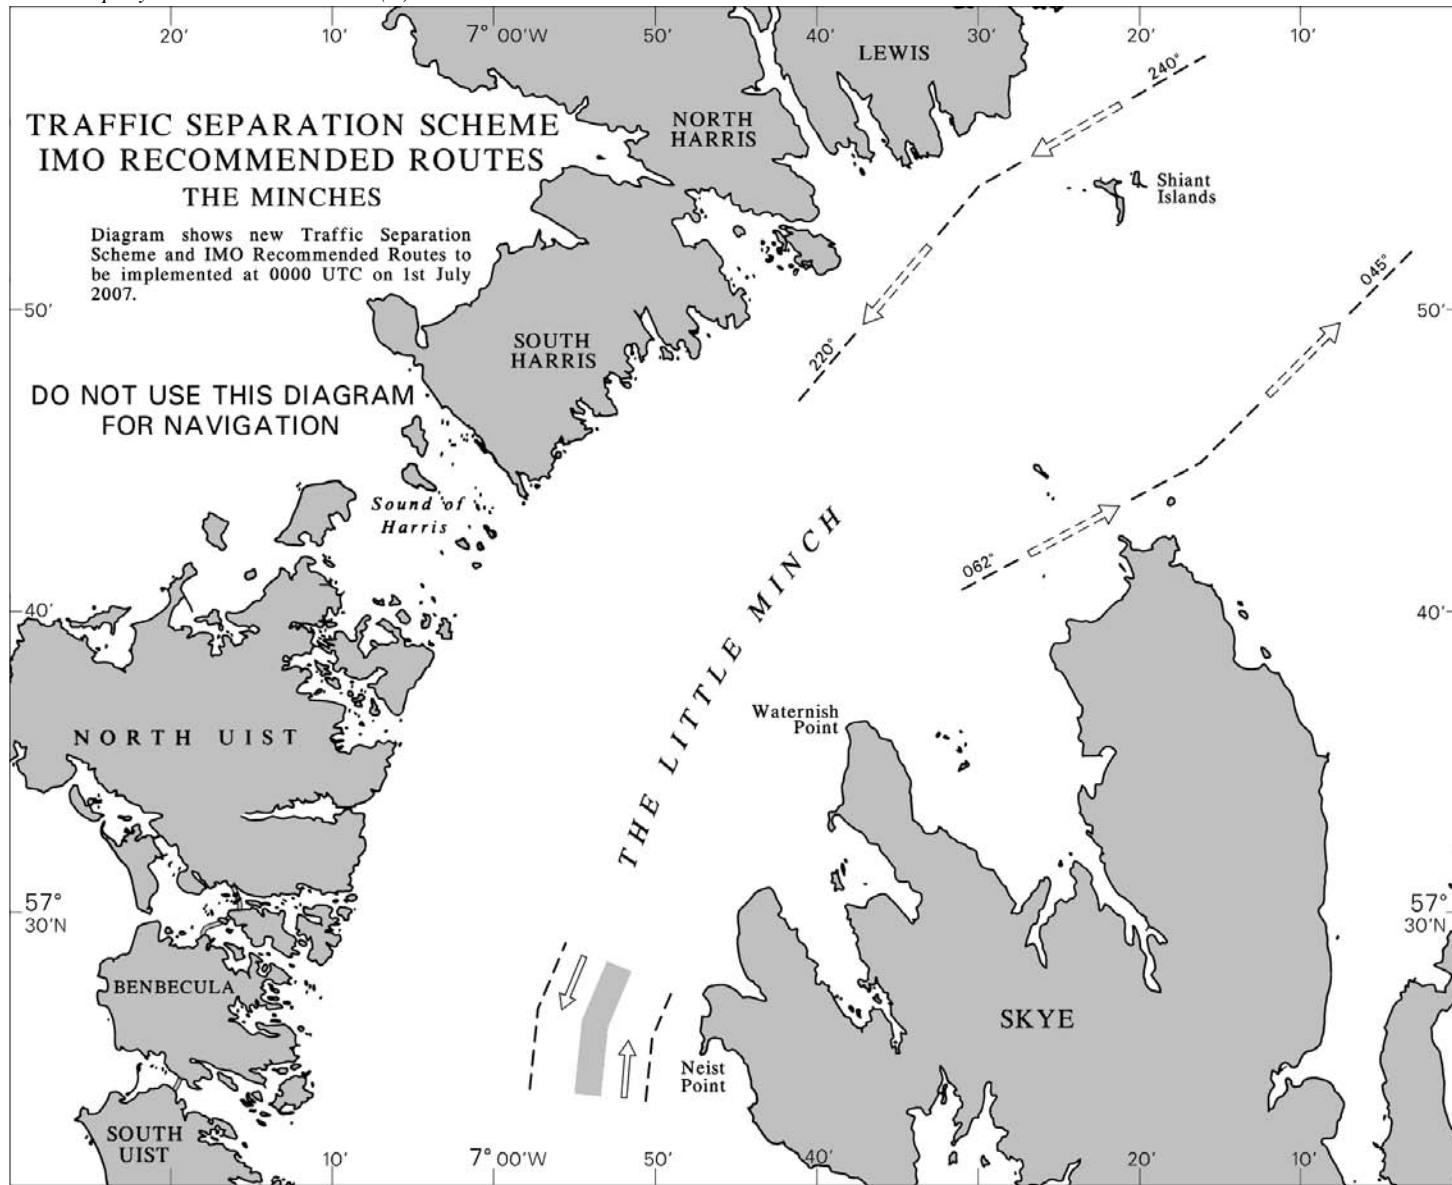 20′ 10′ 7° 00′W 50′ 40′ 30′ 20′ 10′
LEWIS
240°
NORTH
HARRIS
TRAFFIC SEPARATION SCHEME
IMO RECOMMENDED ROUTES
THE MINCHES
Shiant
Islands
Diagram shows new Traffic Separation
Scheme and IMO Recommended Routes to
be implemented at 0000 UTC on 1st July
2007.
045°
50′ 50′
SOUTH
HARRIS
220°
DO NOT USE THIS DIAGRAM
FOR NAVIGATION
Sound of
Harris
062°
40′ 40′
THE LITTLE MINCH
Waternish
Point
NORTH UIST
57°
30′N
57°
30′N
BENBECULA
SKYE
Neist
Point
SOUTH
UIST
10′ 7° 00′W 50′ 40′ 20′ 10′